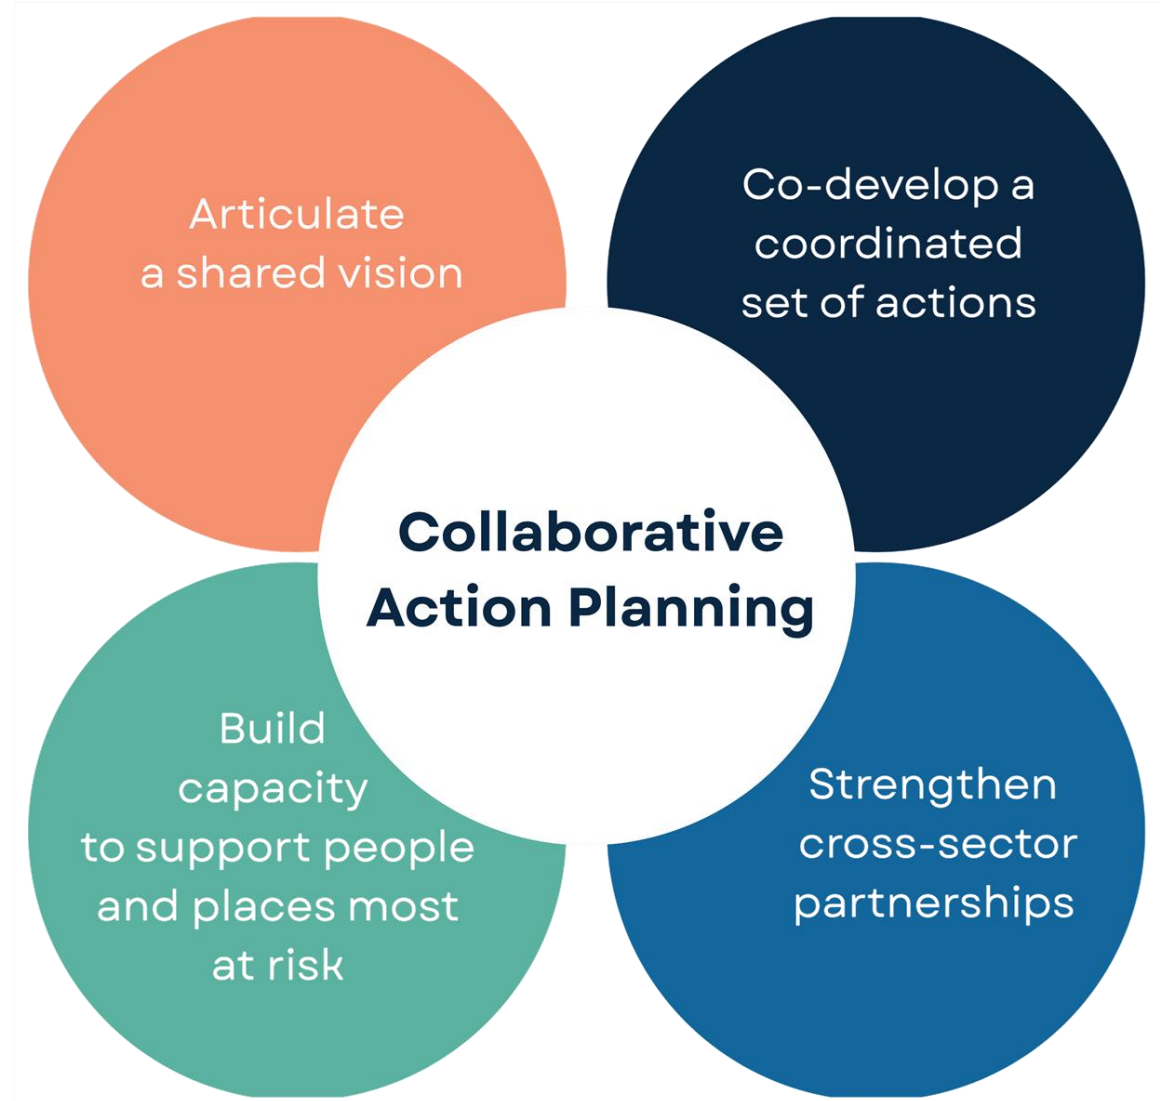 Articulate
a shared vision
Co-develop a
coordinated
set of actions
Collaborative
Action Planning
Build
capacity
to support people
and places most
at risk
Strengthen
cross-sector
partnerships